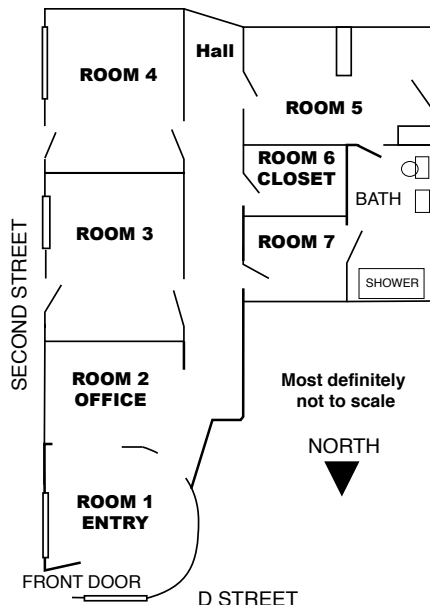 Hall
ROOM 4
ROOM 5
ROOM 6
CLOSET
BATH
ROOM 3
ROOM 7
SHOWER
SECOND STREET
ROOM 2
OFFICE
Most definitely
not to scale
NORTH
ROOM 1
ENTRY
FRONT DOOR
D STREET